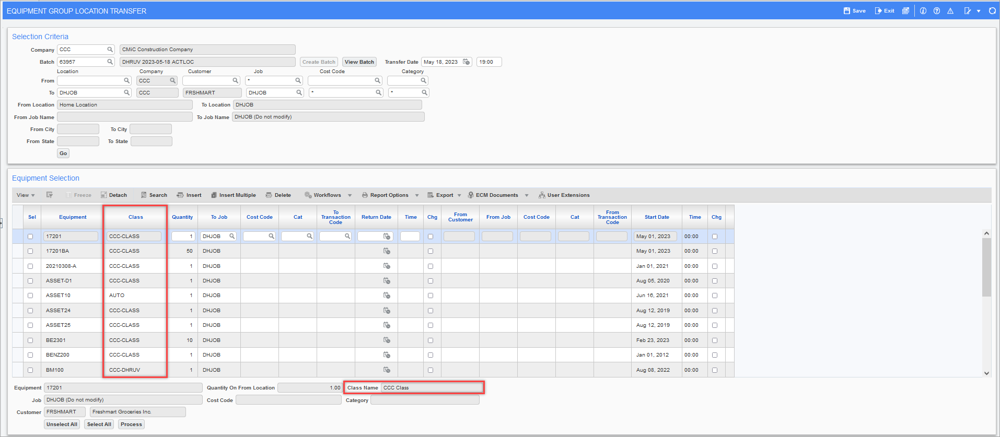 EQUIPMENT GROUP LOCATION TRANSFER Save Exit
Selection Criteria
Company CCC CMiC Construction Company
Batch 63957 DHRUV 2023-05-18 ACTLOC Create Batch View Batch Transfer Date May 18, 2023 19:00
Location Company Customer Job Cost Code Category
From CCC *
To DHJOB CCC FRSHMART DHJOB * *
From Location Home Location To Location DHJOB
From Job Name To Job Name DHJOB (Do not modify)
From City To City
From State To State
Go
Equipment Selection
View Freeze Detach Search Insert Insert Multiple Delete Workflows Report Options Export ECM Documents User Extensions
Sel Equipment Class Quantity To Job Cost Code Cat To Transaction Code Return Date Time Chg From Customer From Job Cost Code Cat From Transaction Code Start Date Time Chg
17201 CCC-CLASS 1 DHJOB May 01, 2023 00:00
17201BA CCC-CLASS 50 DHJOB May 01, 2023 00:00
20210308-A CCC-CLASS 1 DHJOB Jan 01, 2021 00:00
ASSET-D1 CCC-CLASS 1 DHJOB Aug 05, 2020 00:00
ASSET10 AUTO 1 DHJOB Jun 16, 2021 00:00
ASSET24 CCC-CLASS 1 DHJOB Aug 12, 2019 00:00
ASSET25 CCC-CLASS 1 DHJOB Aug 12, 2019 00:00
BE2301 CCC-CLASS 10 DHJOB Feb 23, 2023 00:00
BENZ200 CCC-CLASS 1 DHJOB Jan 01, 2012 00:00
BM100 CCC-DHRUV 1 DHJOB Aug 08, 2022 00:00
Equipment 17201 Quantity On From Location 1.00 Class Name CCC Class
Job DHJOB (Do not modify) Cost Code Category
Customer FRSHMART Freshmart Groceries Inc.
Unselect All Select All Process